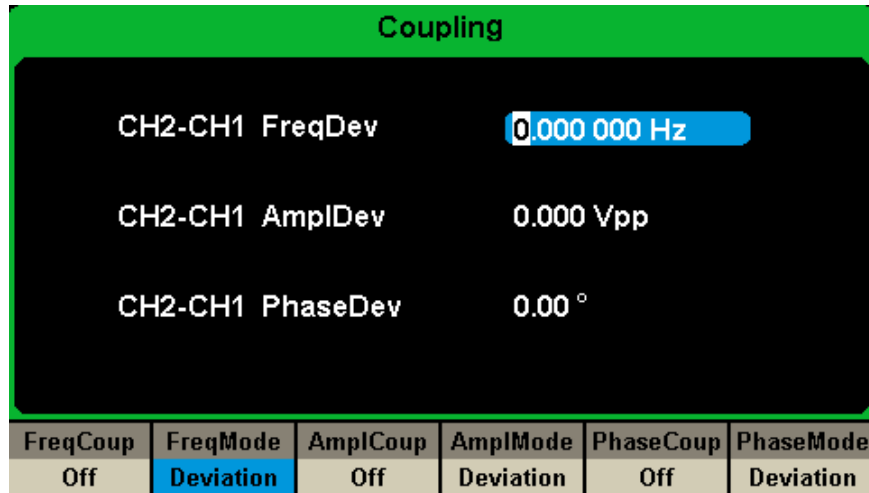 Coupling
CH2-CH1 FreqDev 0.000 000 Hz
CH2-CH1 AmplDev 0.000 Vpp
CH2-CH1 PhaseDev 0.00 °
FreqCoup FreqMode AmplCoup AmplMode PhaseCoup PhaseMode
Off Deviation Off Deviation Off Deviation